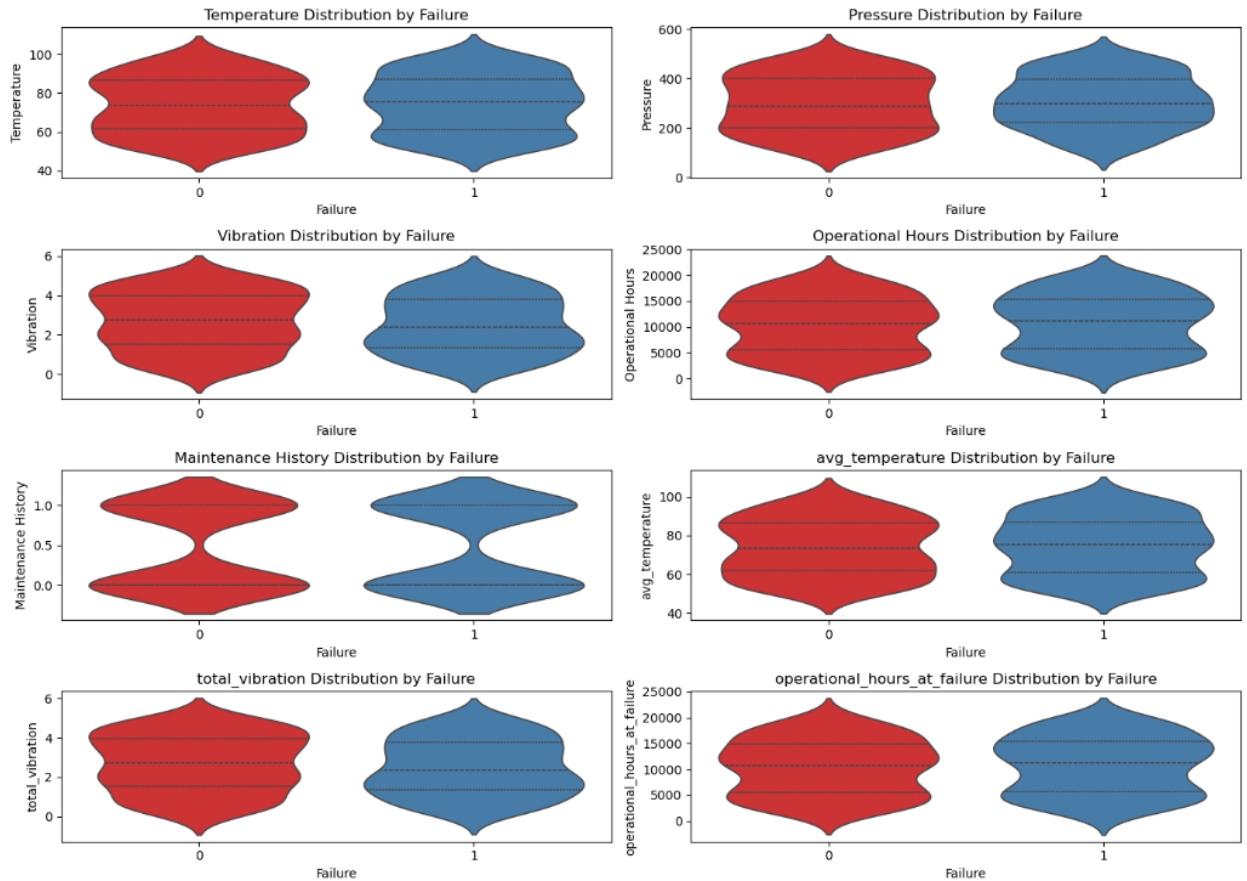 Temperature Distribution by Failure
Temperature
100
80
60
40
0
1
Failure
Pressure Distribution by Failure
Pressure
600
400
200
0
0
1
Failure
Vibration Distribution by Failure
Vibration
6
4
2
0
0
1
Failure
Operational Hours Distribution by Failure
Operational Hours
25000
20000
15000
10000
5000
0
0
1
Failure
Maintenance History Distribution by Failure
Maintenance History
1.0
0.5
0.0
0
1
Failure
avg_temperature Distribution by Failure
avg_temperature
100
80
60
40
0
1
Failure
total_vibration Distribution by Failure
total_vibration
6
4
2
0
0
1
Failure
operational_hours_at_failure Distribution by Failure
operational_hours_at_failure
25000
20000
15000
10000
5000
0
0
1
Failure